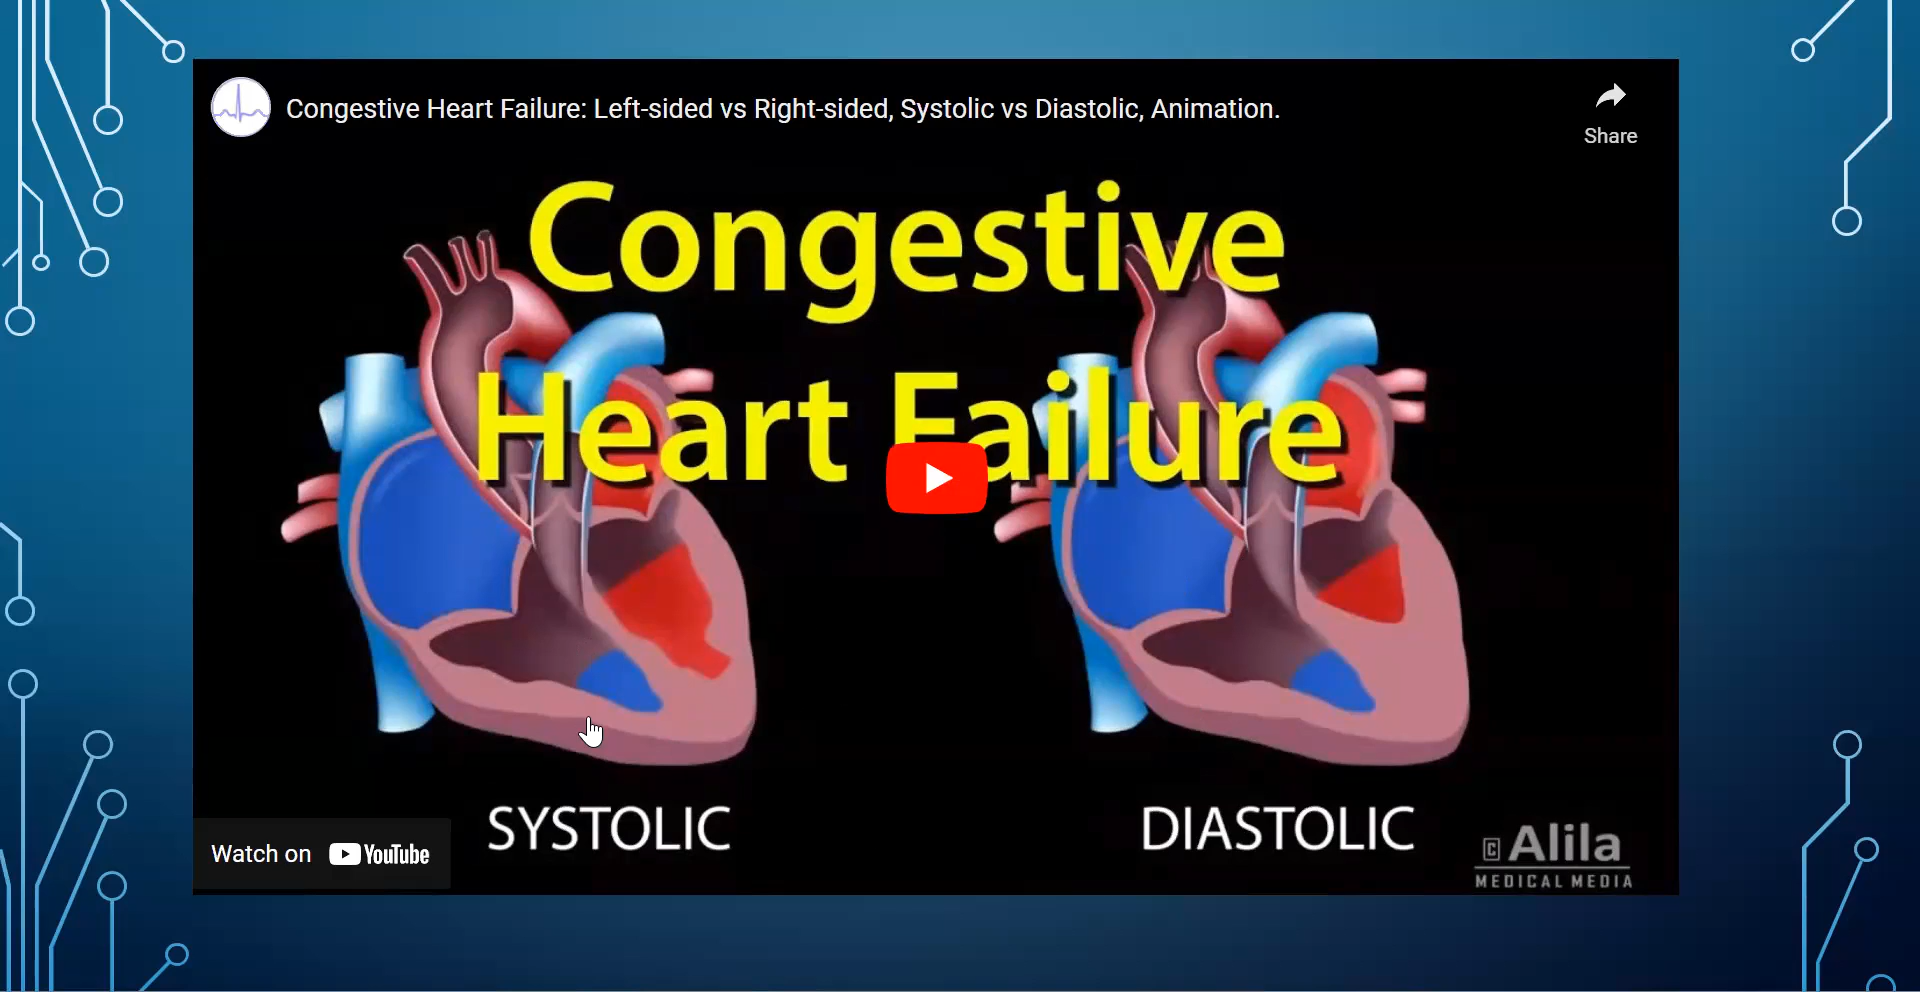 Congestive Heart Failure: Left-sided vs Right-sided, Systolic vs Diastolic, Animation.
Share
Congestive
Heart Failure
SYSTOLIC
DIASTOLIC
Watch on YouTube
© Alila
MEDICAL MEDIA